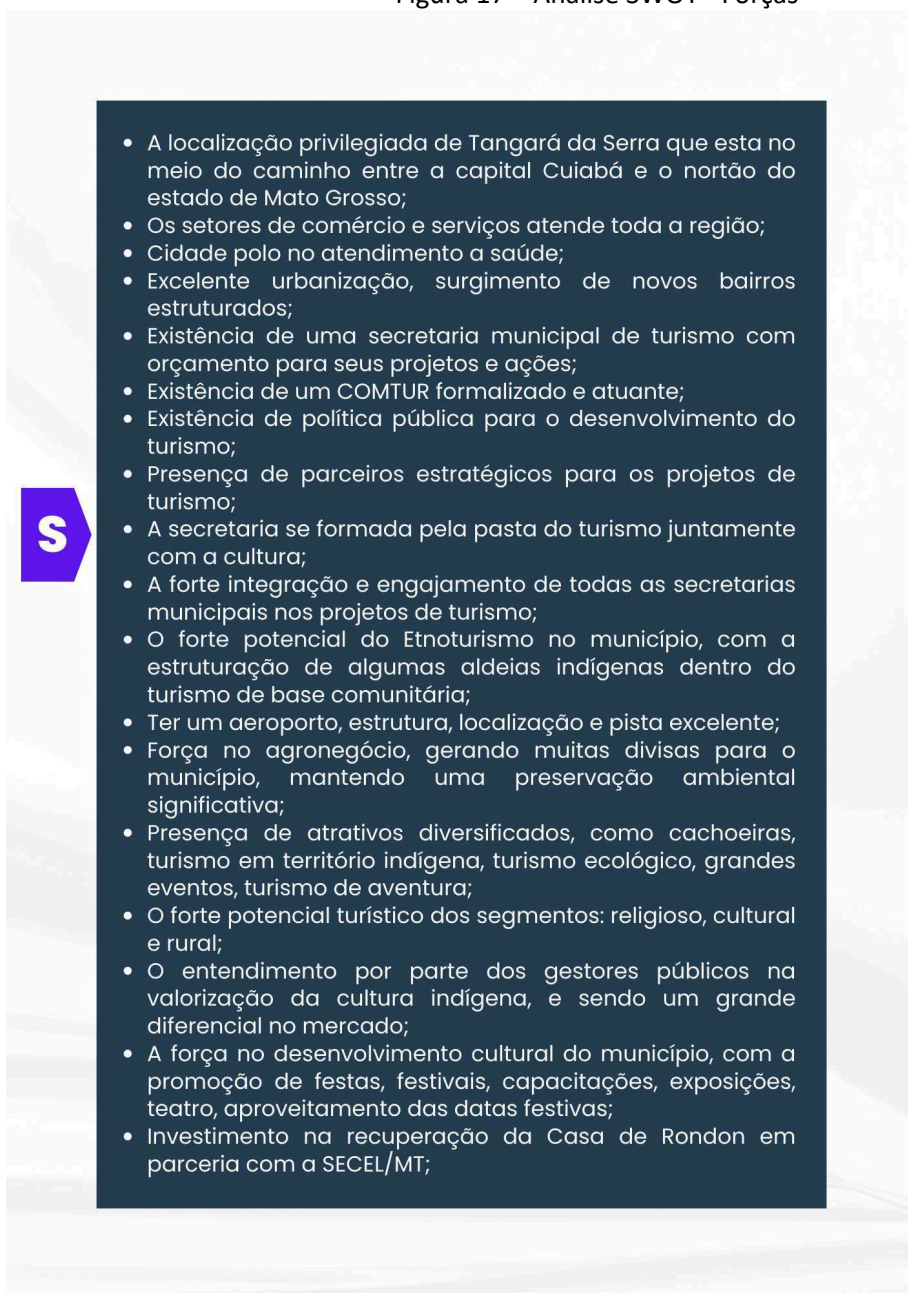 Figura 17 – Análise SWOT - Forças
• A localização privilegiada de Tangará da Serra que esta no
meio do caminho entre a capital Cuiabá e o nortão do
estado de Mato Grosso;
• Os setores de comércio e serviços atende toda a região;
• Cidade polo no atendimento a saúde;
• Excelente urbanização, surgimento de novos bairros
estruturados;
• Existência de uma secretaria municipal de turismo com
orçamento para seus projetos e ações;
• Existência de um COMTUR formalizado e atuante;
• Existência de política pública para o desenvolvimento do
turismo;
• Presença de parceiros estratégicos para os projetos de
turismo;
S
• A secretaria se formada pela pasta do turismo juntamente
com a cultura;
• A forte integração e engajamento de todas as secretarias
municipais nos projetos de turismo;
• O forte potencial do Etnoturismo no município, com a
estruturação de algumas aldeias indígenas dentro do
turismo de base comunitária;
• Ter um aeroporto, estrutura, localização e pista excelente;
• Força no agronegócio, gerando muitas divisas para o
município, mantendo uma preservação ambiental
significativa;
• Presença de atrativos diversificados, como cachoeiras,
turismo em território indígena, turismo ecológico, grandes
eventos, turismo de aventura;
• O forte potencial turístico dos segmentos: religioso, cultural
e rural;
• O entendimento por parte dos gestores públicos na
valorização da cultura indígena, e sendo um grande
diferencial no mercado;
• A força no desenvolvimento cultural do município, com a
promoção de festas, festivais, capacitações, exposições,
teatro, aproveitamento das datas festivas;
• Investimento na recuperação da Casa de Rondon em
parceria com a SECEL/MT;